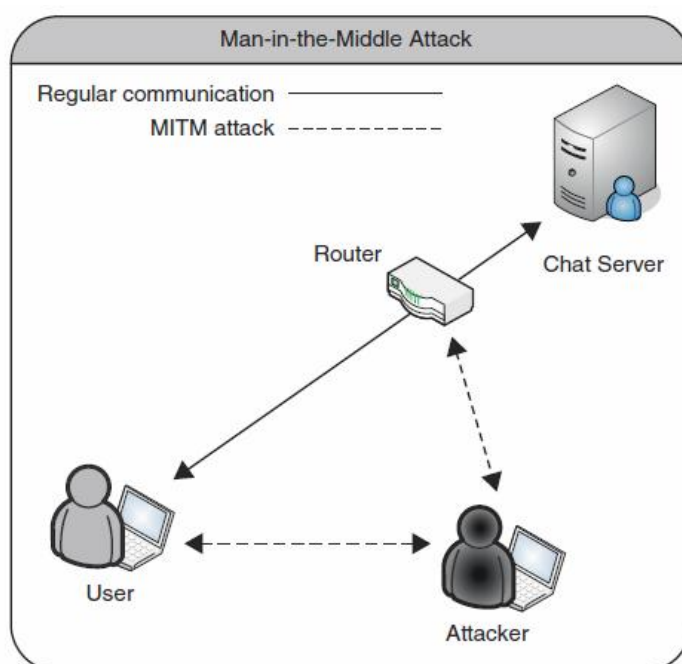 Man-in-the-Middle Attack
Regular communication
MITM attack
Router
Chat Server
User
Attacker